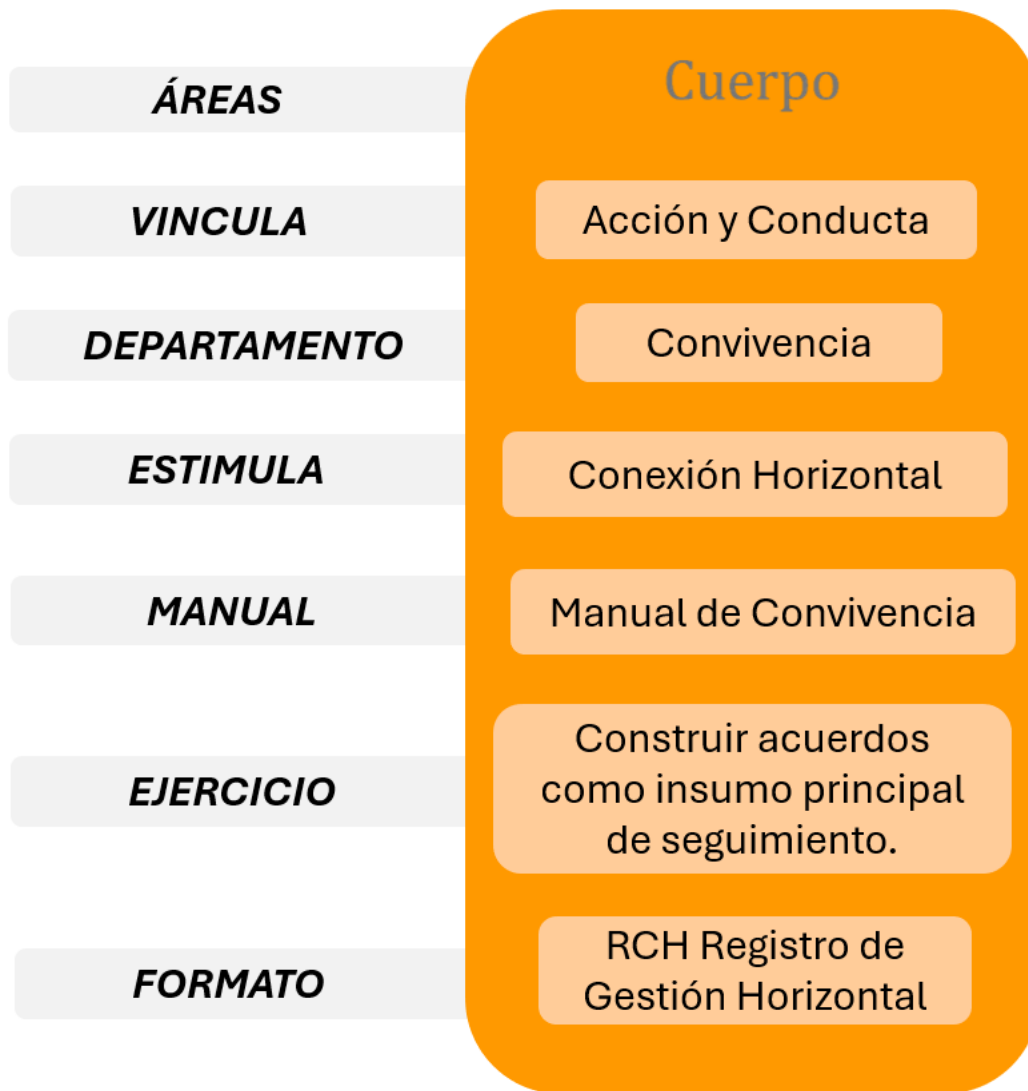 ÁREAS
Cuerpo
VINCULA
Acción y Conducta
DEPARTAMENTO
Convivencia
ESTIMULA
Conexión Horizontal
MANUAL
Manual de Convivencia
EJERCICIO
Construir acuerdos
como insumo principal
de seguimiento.
FORMATO
RCH Registro de
Gestión Horizontal